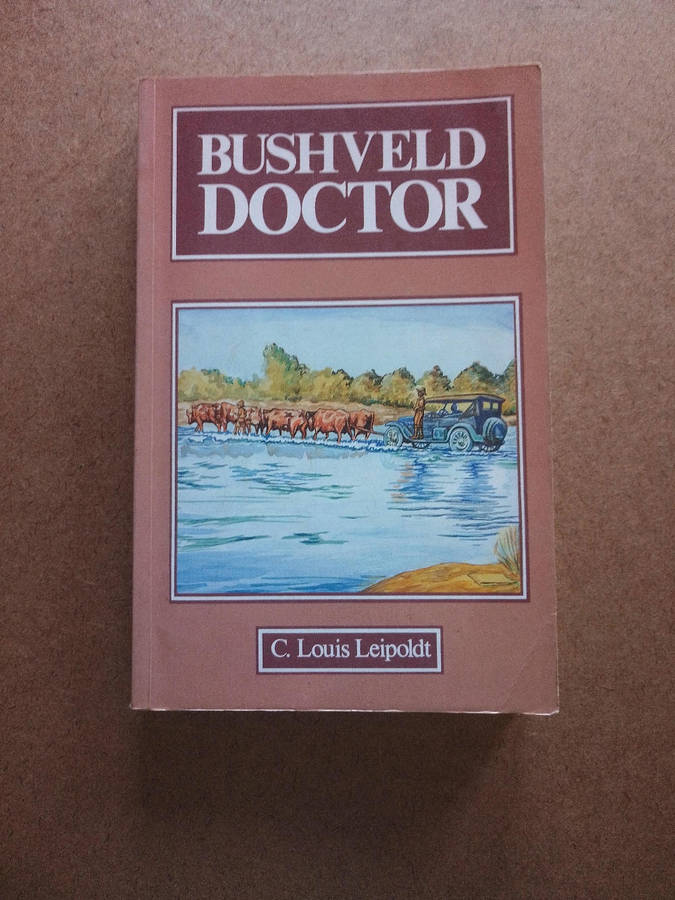 BUSHVELD
DOCTOR
C. Louis Leipoldt